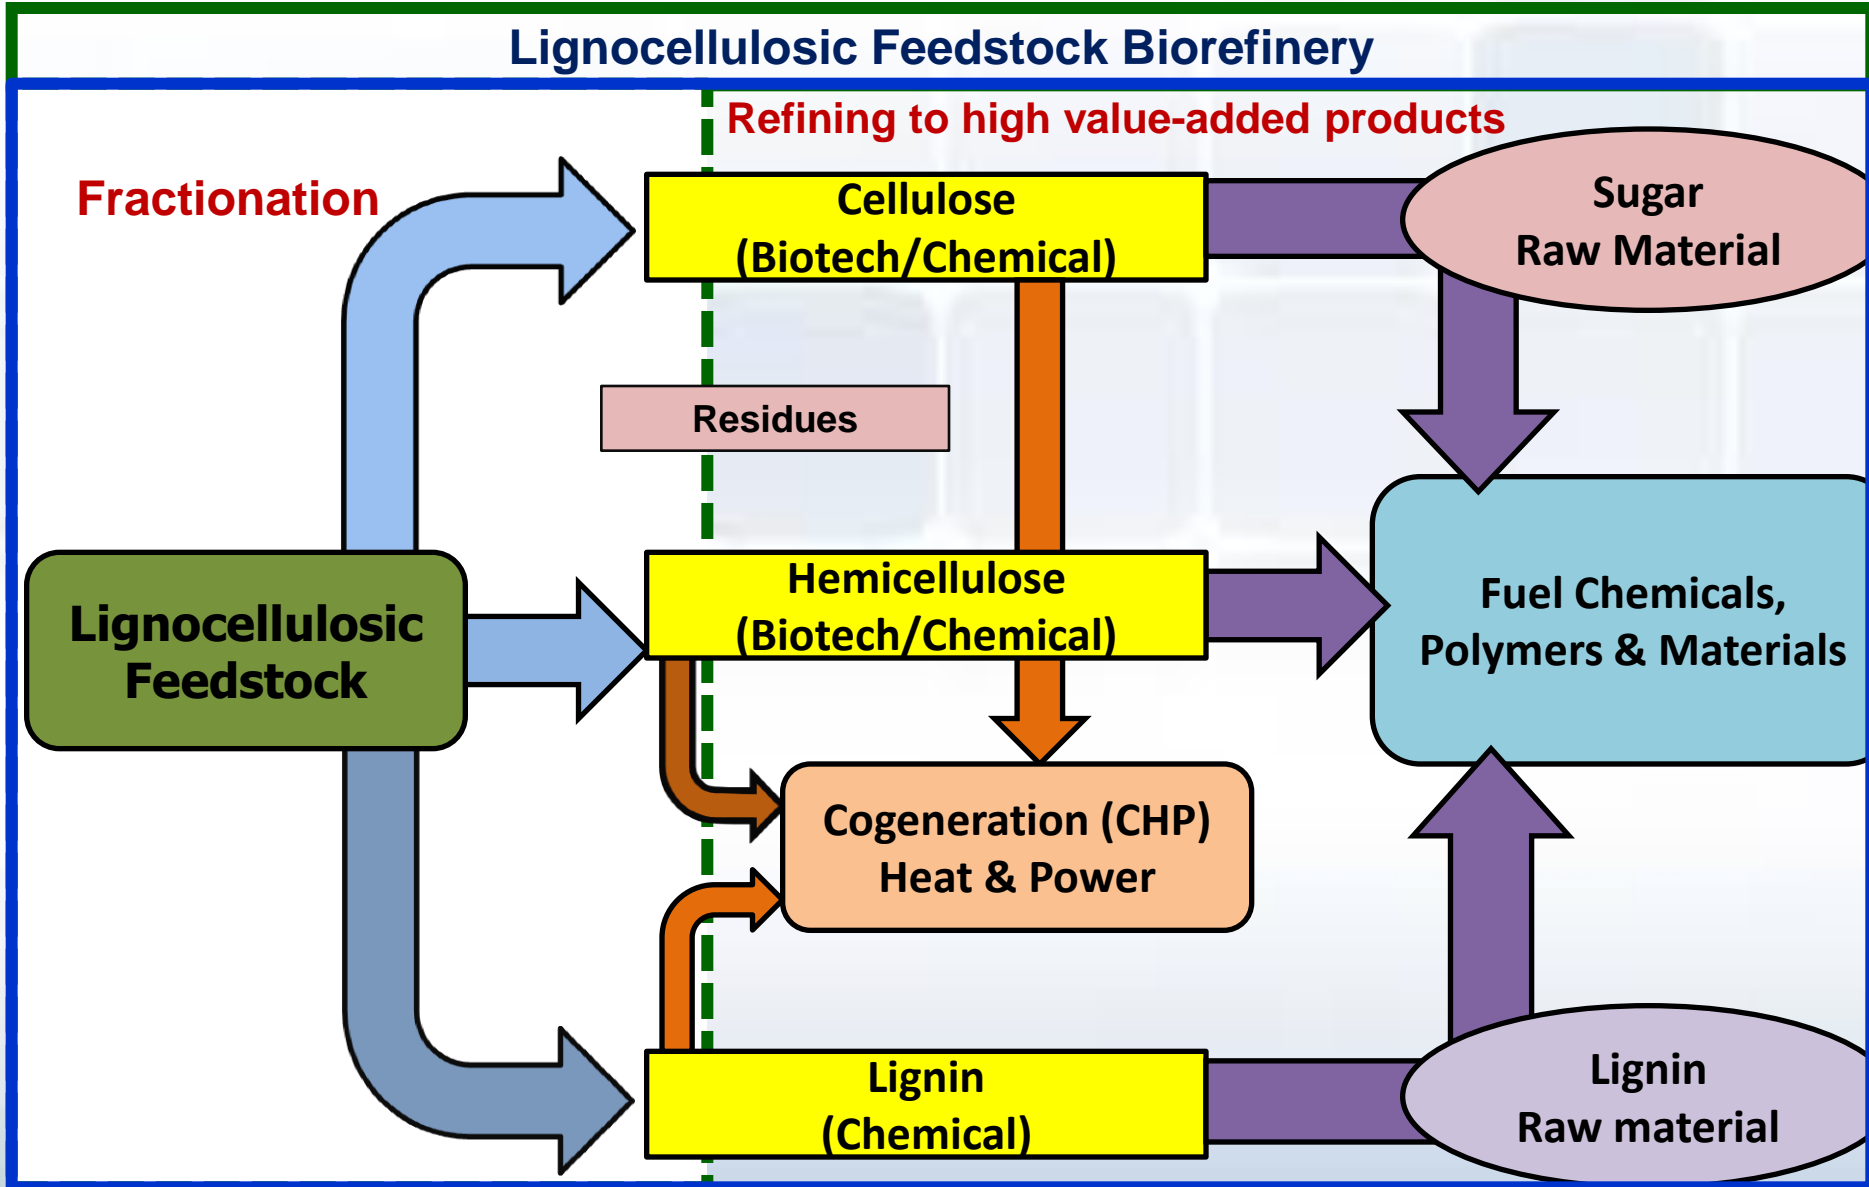 Lignocellulosic Feedstock Biorefinery
Refining to high value-added products
Fractionation
Cellulose
(Biotech/Chemical)
Sugar
Raw Material
Residues
Lignocellulosic
Feedstock
Hemicellulose
(Biotech/Chemical)
Fuel Chemicals,
Polymers & Materials
Cogeneration (CHP)
Heat & Power
Lignin
(Chemical)
Lignin
Raw material